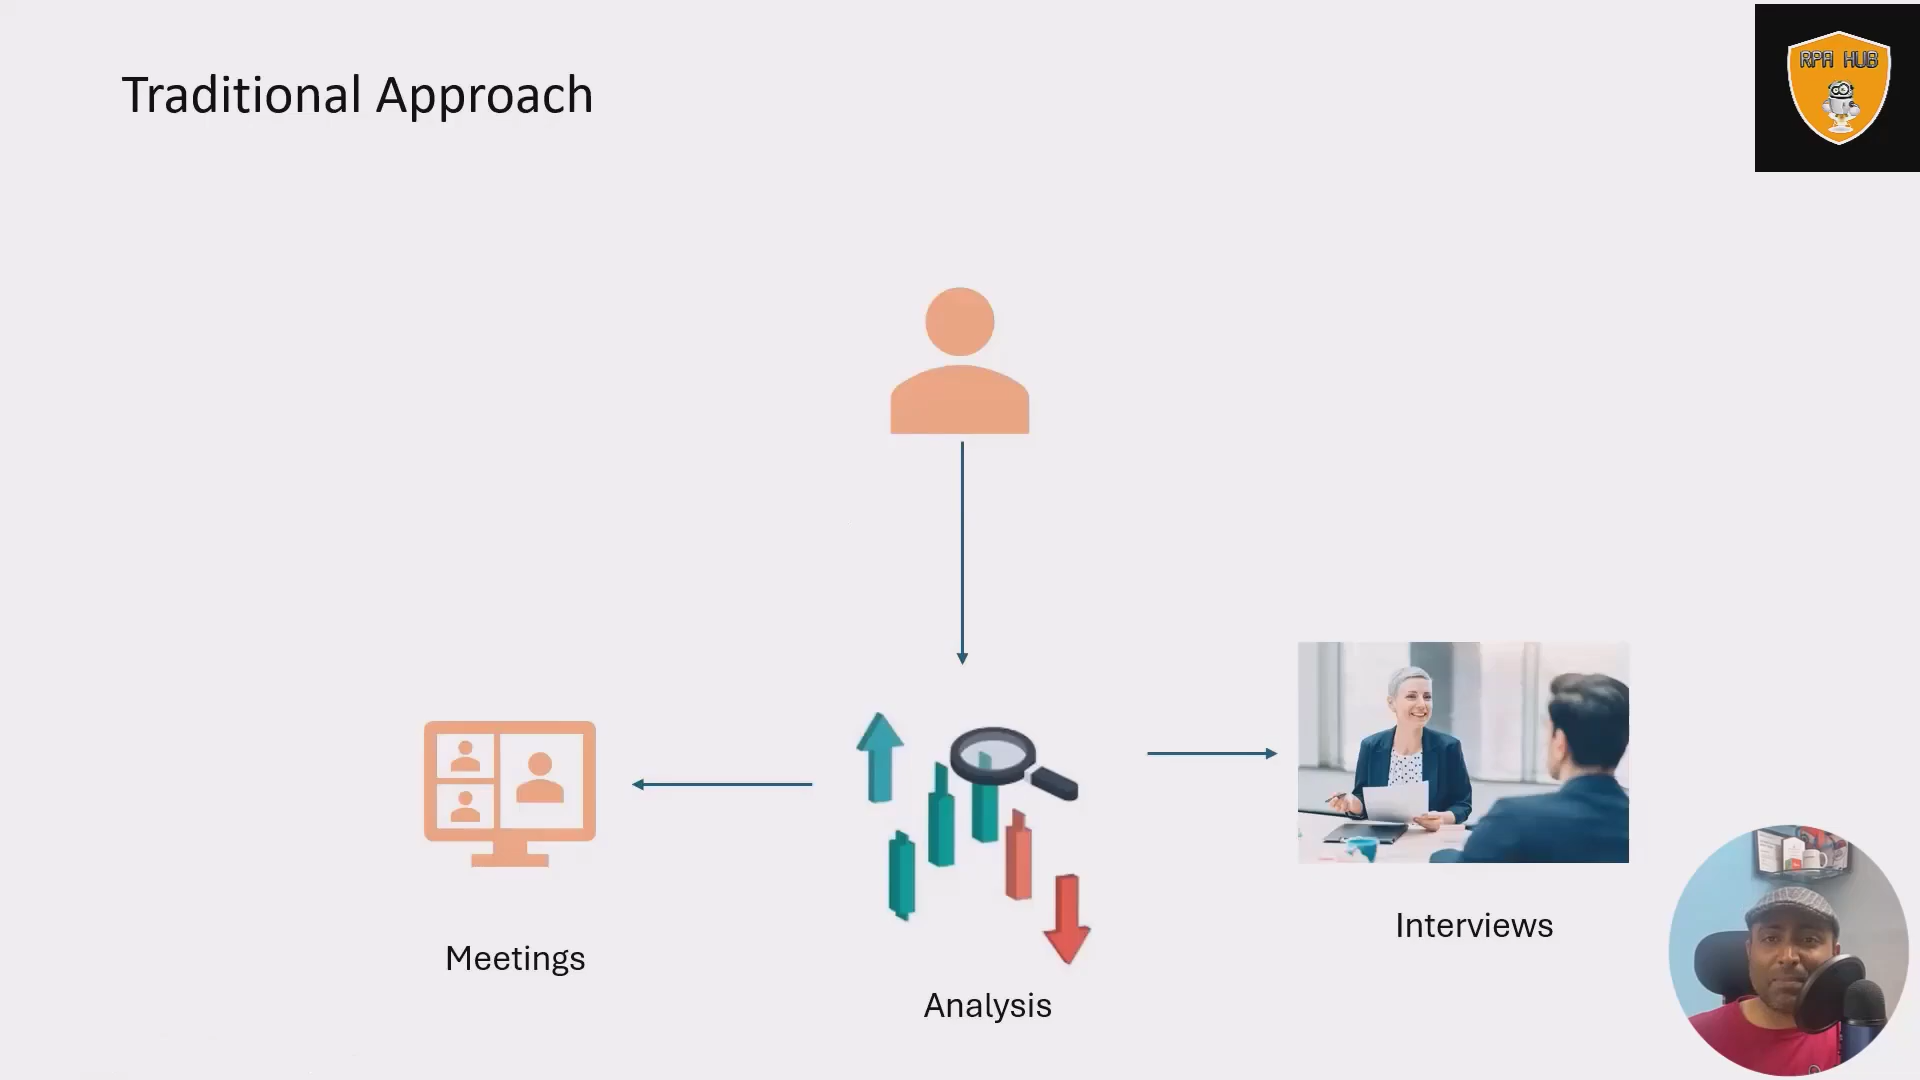 Traditional Approach
RPA HUB
Meetings
Analysis
Interviews